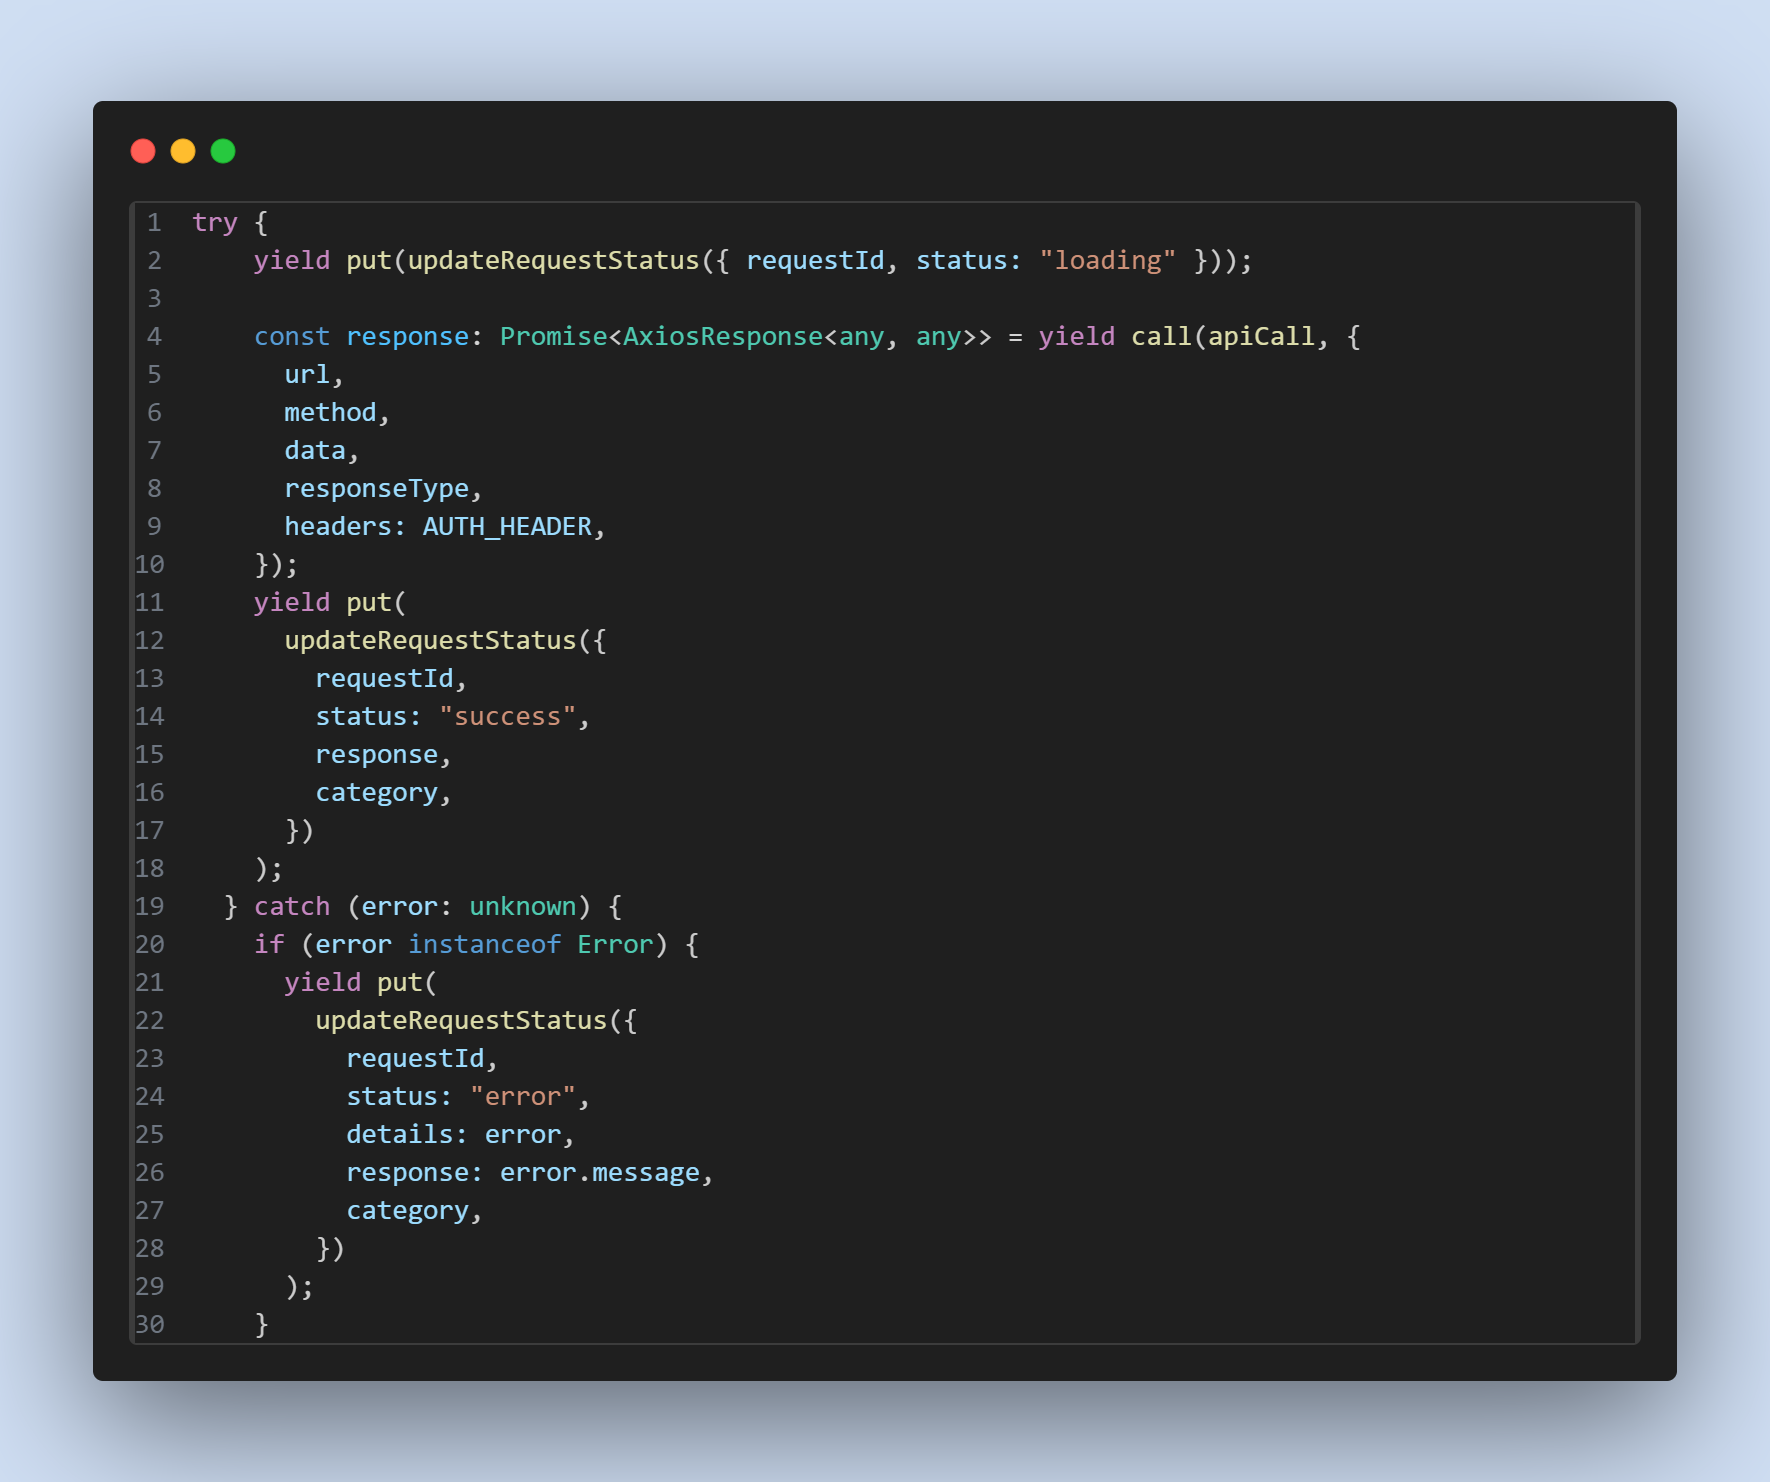 1 try {
2     yield put(updateRequestStatus({ requestId, status: "loading" }));
3
4     const response: Promise<AxiosResponse<any, any>> = yield call(apiCall, {
5       url,
6       method,
7       data,
8       responseType,
9       headers: AUTH_HEADER,
10     });
11     yield put(
12       updateRequestStatus({
13         requestId,
14         status: "success",
15         response,
16         category,
17       })
18     );
19   } catch (error: unknown) {
20     if (error instanceof Error) {
21       yield put(
22         updateRequestStatus({
23           requestId,
24           status: "error",
25           details: error,
26           response: error.message,
27           category,
28         })
29       );
30     }